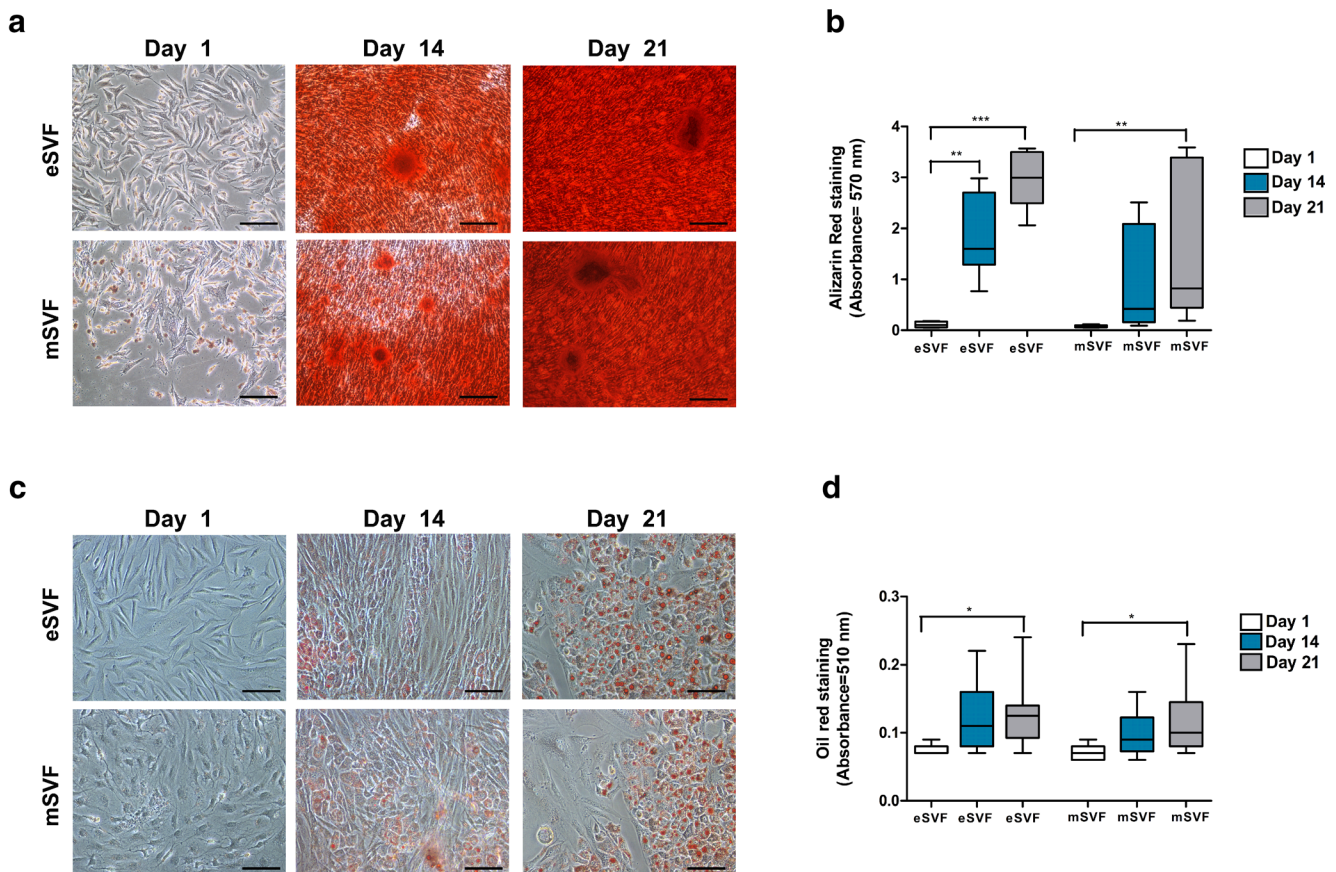 a
Day 1
Day 14
Day 21
eSVF
mSVF
b
Alizarin Red staining
(Absorbance= 570 nm)
4
3
2
1
0
***
**
**
eSVF
eSVF
eSVF
mSVF
mSVF
mSVF
Day 1
Day 14
Day 21
c
Day 1
Day 14
Day 21
eSVF
mSVF
d
Oil red staining
(Absorbance=510 nm)
0.3
0.2
0.1
0.0
*
*
eSVF
eSVF
eSVF
mSVF
mSVF
mSVF
Day 1
Day 14
Day 21